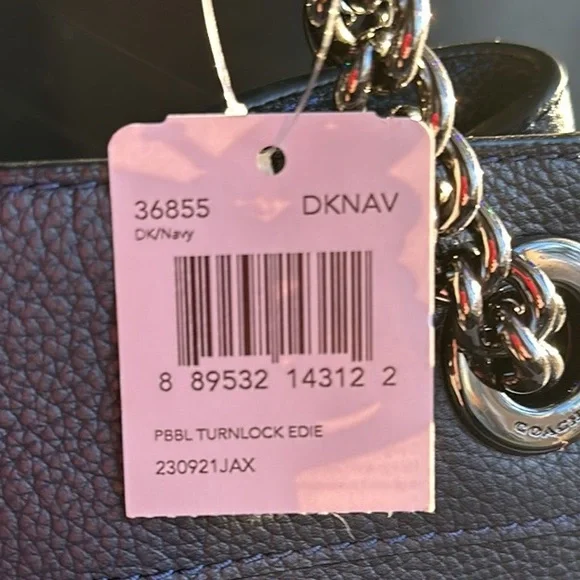 36855 DKNAV
DK/Navy
8 89532 14312 2
PBBL TURNLOCK EDIE
230921JAX
COACH